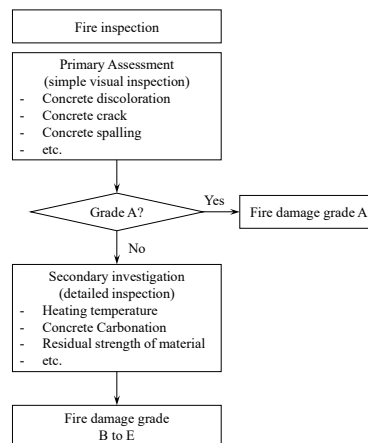 Fire inspection
Primary Assessment
(simple visual inspection)
- Concrete discoloration
- Concrete crack
- Concrete spalling
- etc.
Grade A?
Yes
Fire damage grade A
No
Secondary investigation
(detailed inspection)
- Heating temperature
- Concrete Carbonation
- Residual strength of material
- etc.
Fire damage grade
B to E